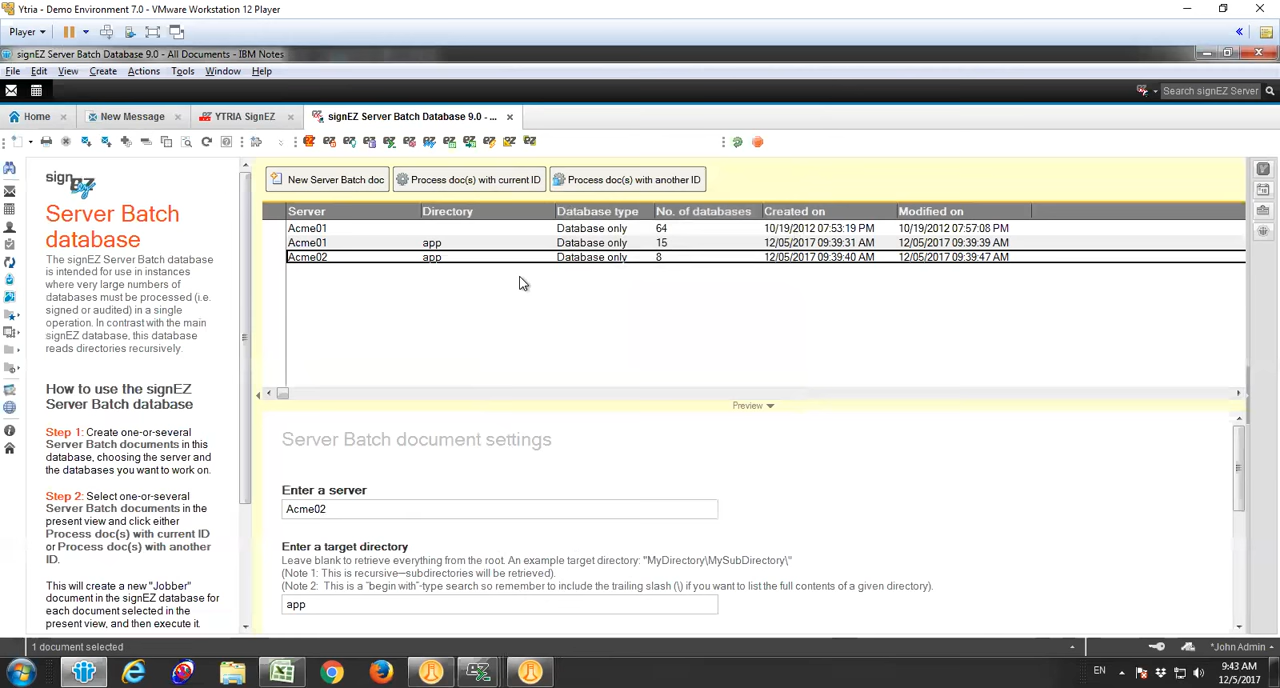 Ytria - Demo Environment 7.0 - VMware Workstation 12 Player
Player
signEZ Server Batch Database 9.0 - All Documents - IBM Notes
File Edit View Create Actions Tools Window Help
Search signEZ Server
Home New Message YTRIA SignEZ signEZ Server Batch Database 9.0 - ...
sign
Server Batch
database
The signEZ Server Batch database
is intended for use in instances
where very large numbers of
databases must be processed (i.e.
signed or audited) in a single
operation. In contrast with the main
signEZ database, this database
reads directories recursively.
How to use the signEZ
Server Batch database
Step 1: Create one-or-several
Server Batch documents in this
database, choosing the server and
the databases you want to work on.
Step 2: Select one-or-several
Server Batch documents in the
present view and click either
Process doc(s) with current ID
or Process doc(s) with another
ID.
This will create a new "Jobber"
document in the signEZ database for
each document selected in the
present view, and then execute it.
New Server Batch doc Process doc(s) with current ID Process doc(s) with another ID
Server Directory Database type No. of databases Created on Modified on
Acme01 Database only 64 10/19/2012 07:53:19 PM 10/19/2012 07:57:08 PM
Acme01 app Database only 15 12/05/2017 09:39:31 AM 12/05/2017 09:39:39 AM
Acme02 app Database only 8 12/05/2017 09:39:40 AM 12/05/2017 09:39:47 AM
Preview
Server Batch document settings
Enter a server
Acme02
Enter a target directory
Leave blank to retrieve everything from the root. An example target directory: "MyDirectory\MySubDirectory\"
(Note 1: This is recursive—subdirectories will be retrieved).
(Note 2: This is a "begin with"-type search so remember to include the trailing slash (\) if you want to list the full contents of a given directory).
app
1 document selected
*John Admin
EN
9:43 AM
12/5/2017